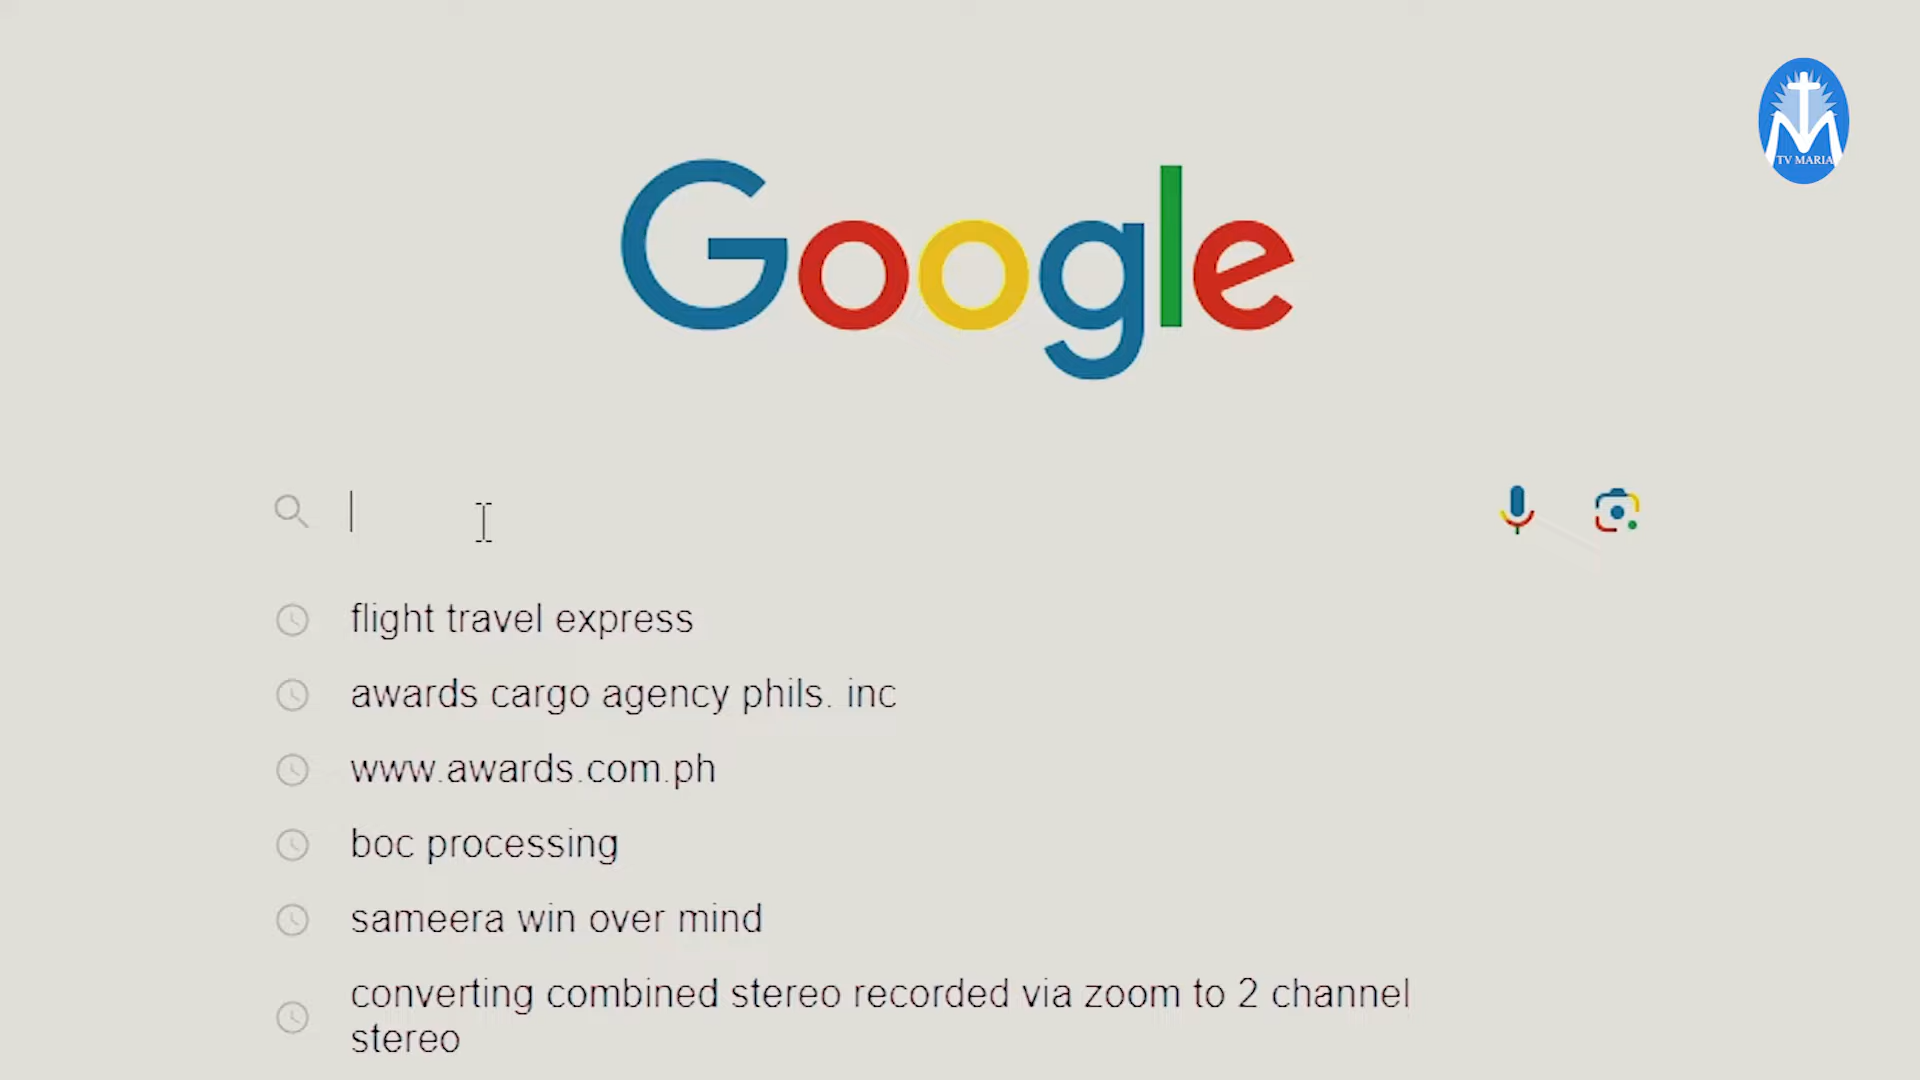 TV MARIA
Google
flight travel express
awards cargo agency phils. inc
www.awards.com.ph
boc processing
sameera win over mind
converting combined stereo recorded via zoom to 2 channel
stereo